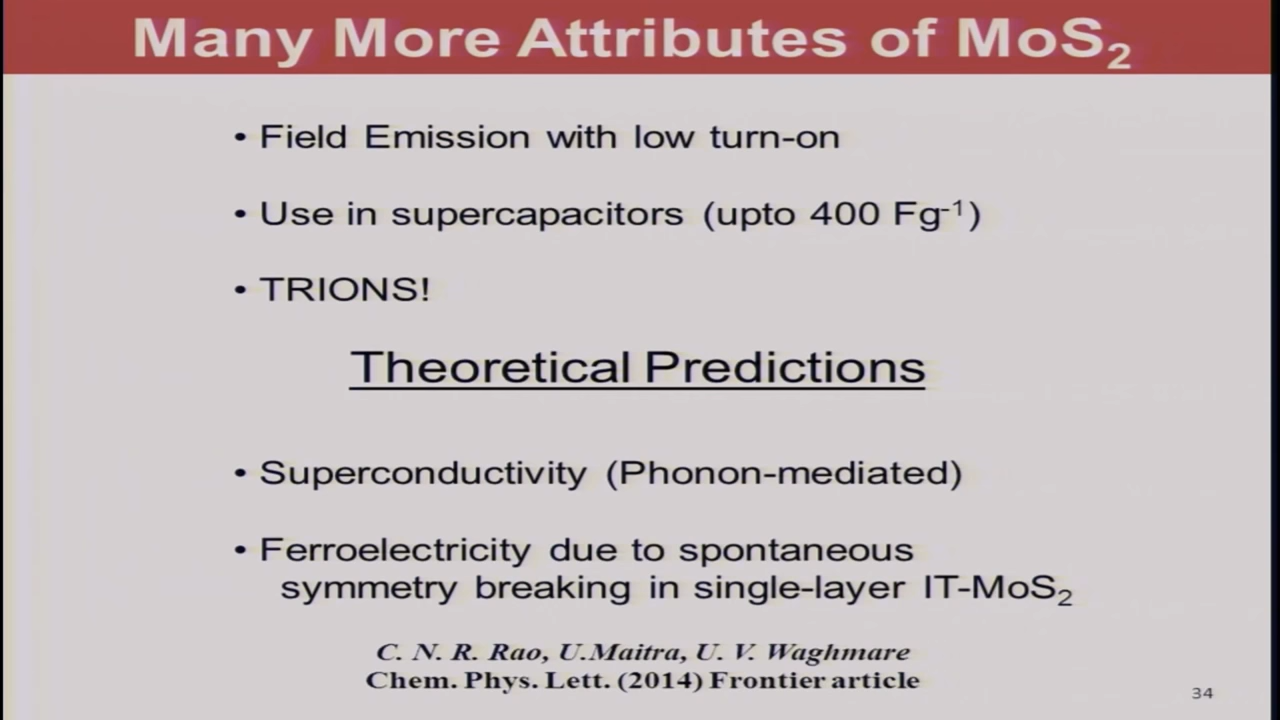 Many More Attributes of MoS₂
• Field Emission with low turn-on
• Use in supercapacitors (upto 400 Fg⁻¹)
• TRIONS!
Theoretical Predictions
• Superconductivity (Phonon-mediated)
• Ferroelectricity due to spontaneous
symmetry breaking in single-layer IT-MoS₂
C. N. R. Rao, U.Maitra, U. V. Waghmare
Chem. Phys. Lett. (2014) Frontier article
34